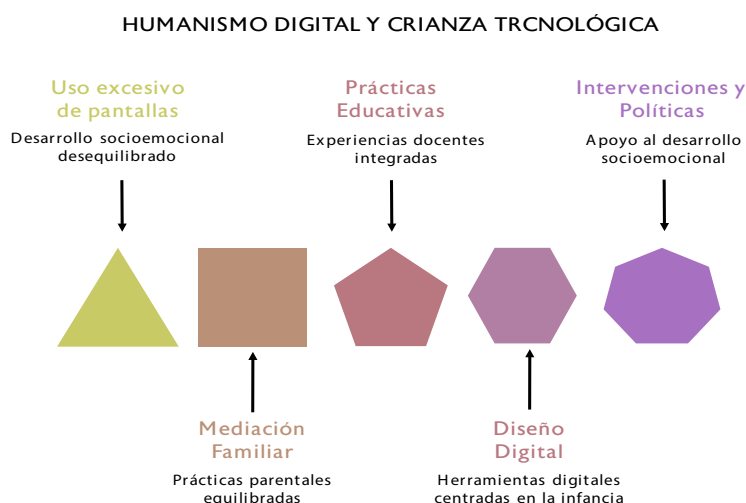 HUMANISMO DIGITAL Y CRIANZA TRCNOLÓGICA
Uso excesivo
de pantallas
Desarrollo socioemocional
desequilibrado
Prácticas
Educativas
Experiencias docentes
integradas
Intervenciones y
Políticas
Apoyo al desarrollo
socioemocional
Mediación
Familiar
Prácticas parentales
equilibradas
Diseño
Digital
Herramientas digitales
centradas en la infancia